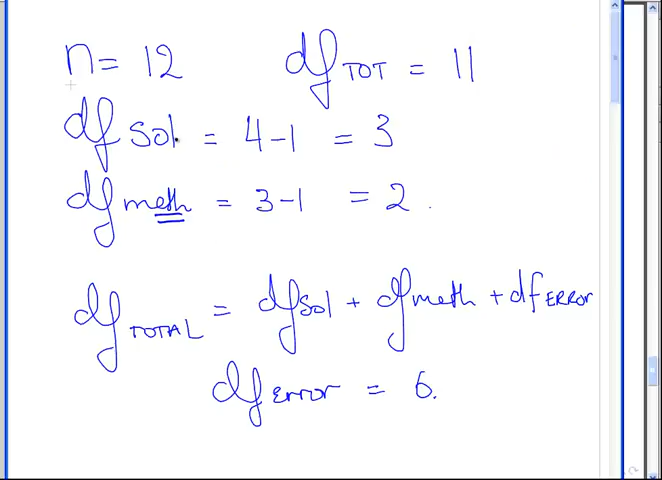 n = 12 df TOT = 11
df Sol = 4-1 = 3
df meth = 3-1 = 2.
df TOTAL = df Sol + df meth + df ERROR
df Error = 6.